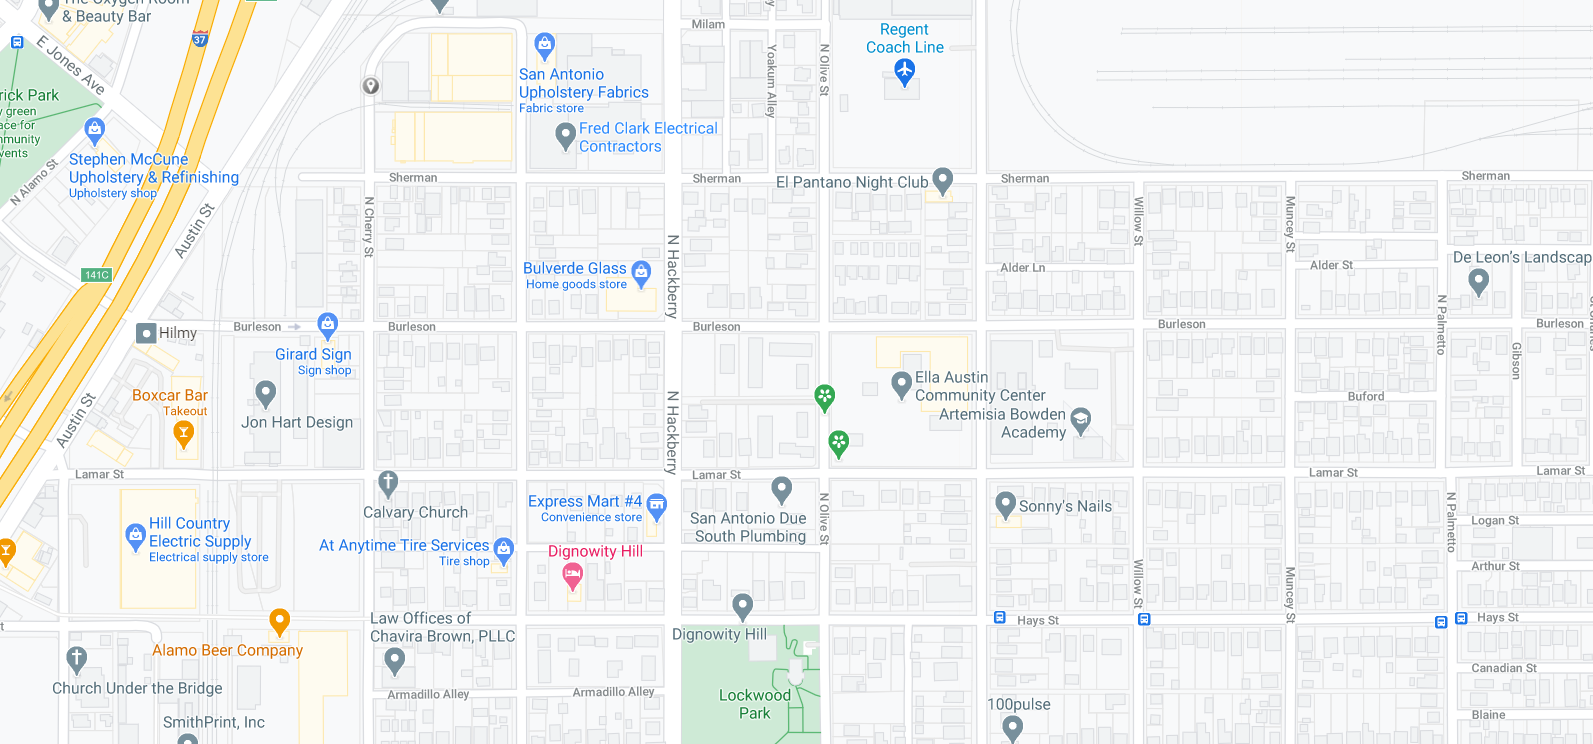 The Oxygen Room
& Beauty Bar
37
E Jones Ave
rick Park
y green
ace for
mmunity
vents
Stephen McCune
Upholstery & Refinishing
Upholstery shop
N Alamo St
Austin St
141C
San Antonio
Upholstery Fabrics
Fabric store
Fred Clark Electrical
Contractors
Milam
Yoakum Alley
N Olive St
Regent
Coach Line
Sherman
Sherman
El Pantano Night Club
Sherman
Sherman
N Cherry St
N Hackberry
Willow St
Muncey St
Bulverde Glass
Home goods store
Alder Ln
Alder St
De Leon's Landscap
N Palmetto
Hilmy
Burleson
Burleson
Burleson
Burleson
Burleson
Girard Sign
Sign shop
Gibson
Boxcar Bar
Takeout
Jon Hart Design
Austin St
N Hackberry
Ella Austin
Community Center
Artemisia Bowden
Academy
Buford
Lamar St
Lamar St
Lamar St
Lamar St
Calvary Church
Express Mart #4
Convenience store
San Antonio Due
South Plumbing
N Olive St
Sonny's Nails
N Palmetto
Logan St
Hill Country
Electric Supply
Electrical supply store
At Anytime Tire Services
Tire shop
Dignowity Hill
Arthur St
Willow St
Muncey St
Law Offices of
Chavira Brown, PLLC
Dignowity Hill
Hays St
Hays St
Alamo Beer Company
Church Under the Bridge
Armadillo Alley
Armadillo Alley
Lockwood
Park
Canadian St
100pulse
SmithPrint, Inc
Blaine